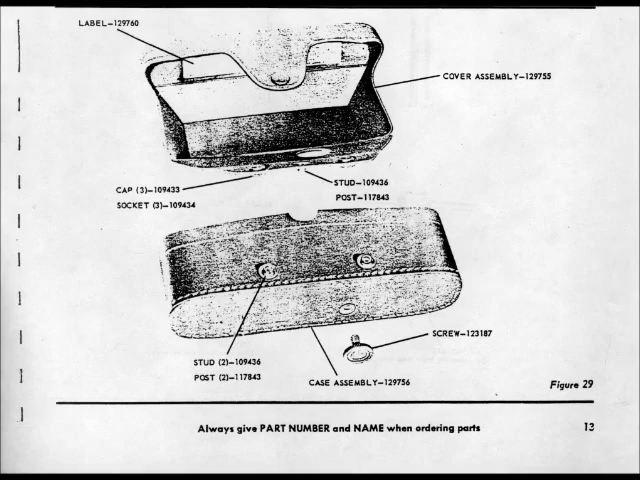 LABEL—129760
COVER ASSEMBLY—129755
CAP (3)—109433
SOCKET (3)—109434
STUD—109436
POST—117843
SCREW—123187
STUD (2)—109436
POST (2)—117843
CASE ASSEMBLY—129756
Figure 29
Always give PART NUMBER and NAME when ordering parts
13